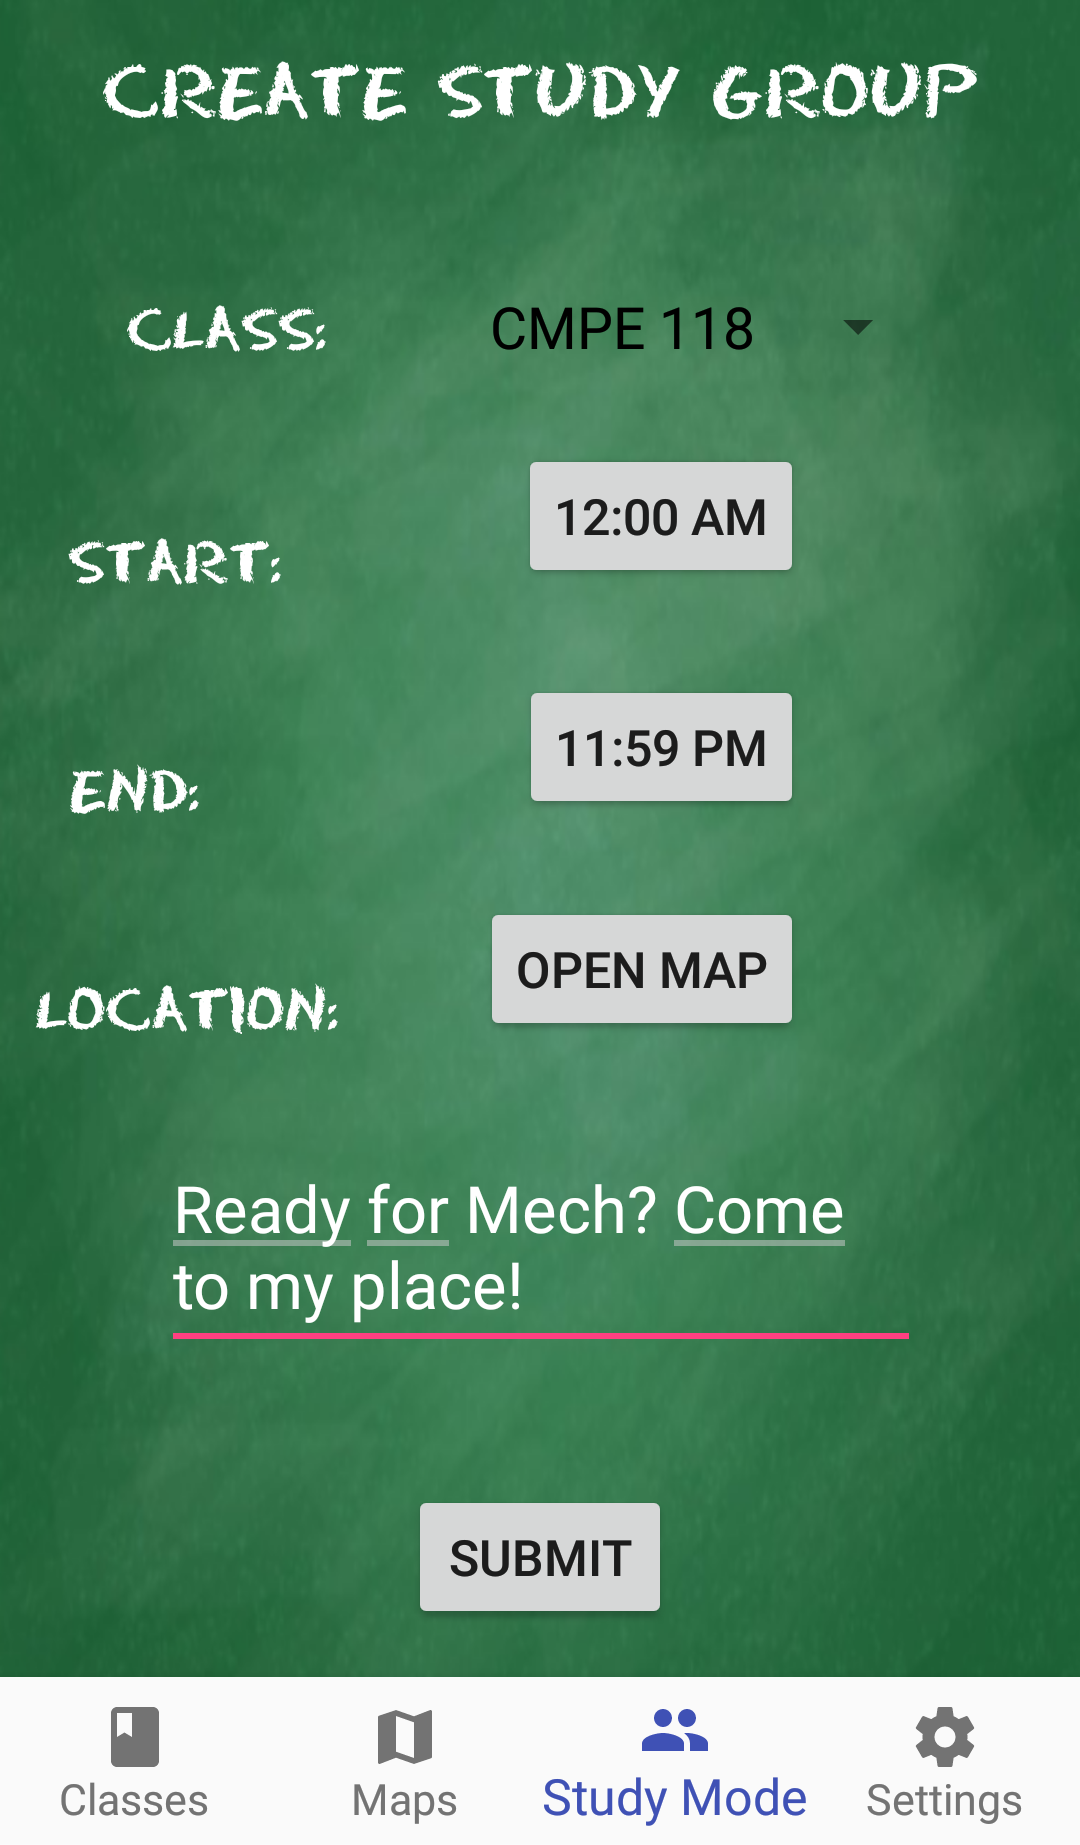 CREATE STUDY GROUP
CLASS: CMPE 118
START: 12:00 AM
END: 11:59 PM
LOCATION: OPEN MAP
Ready for Mech? Come
to my place!
SUBMIT
Classes Maps Study Mode Settings